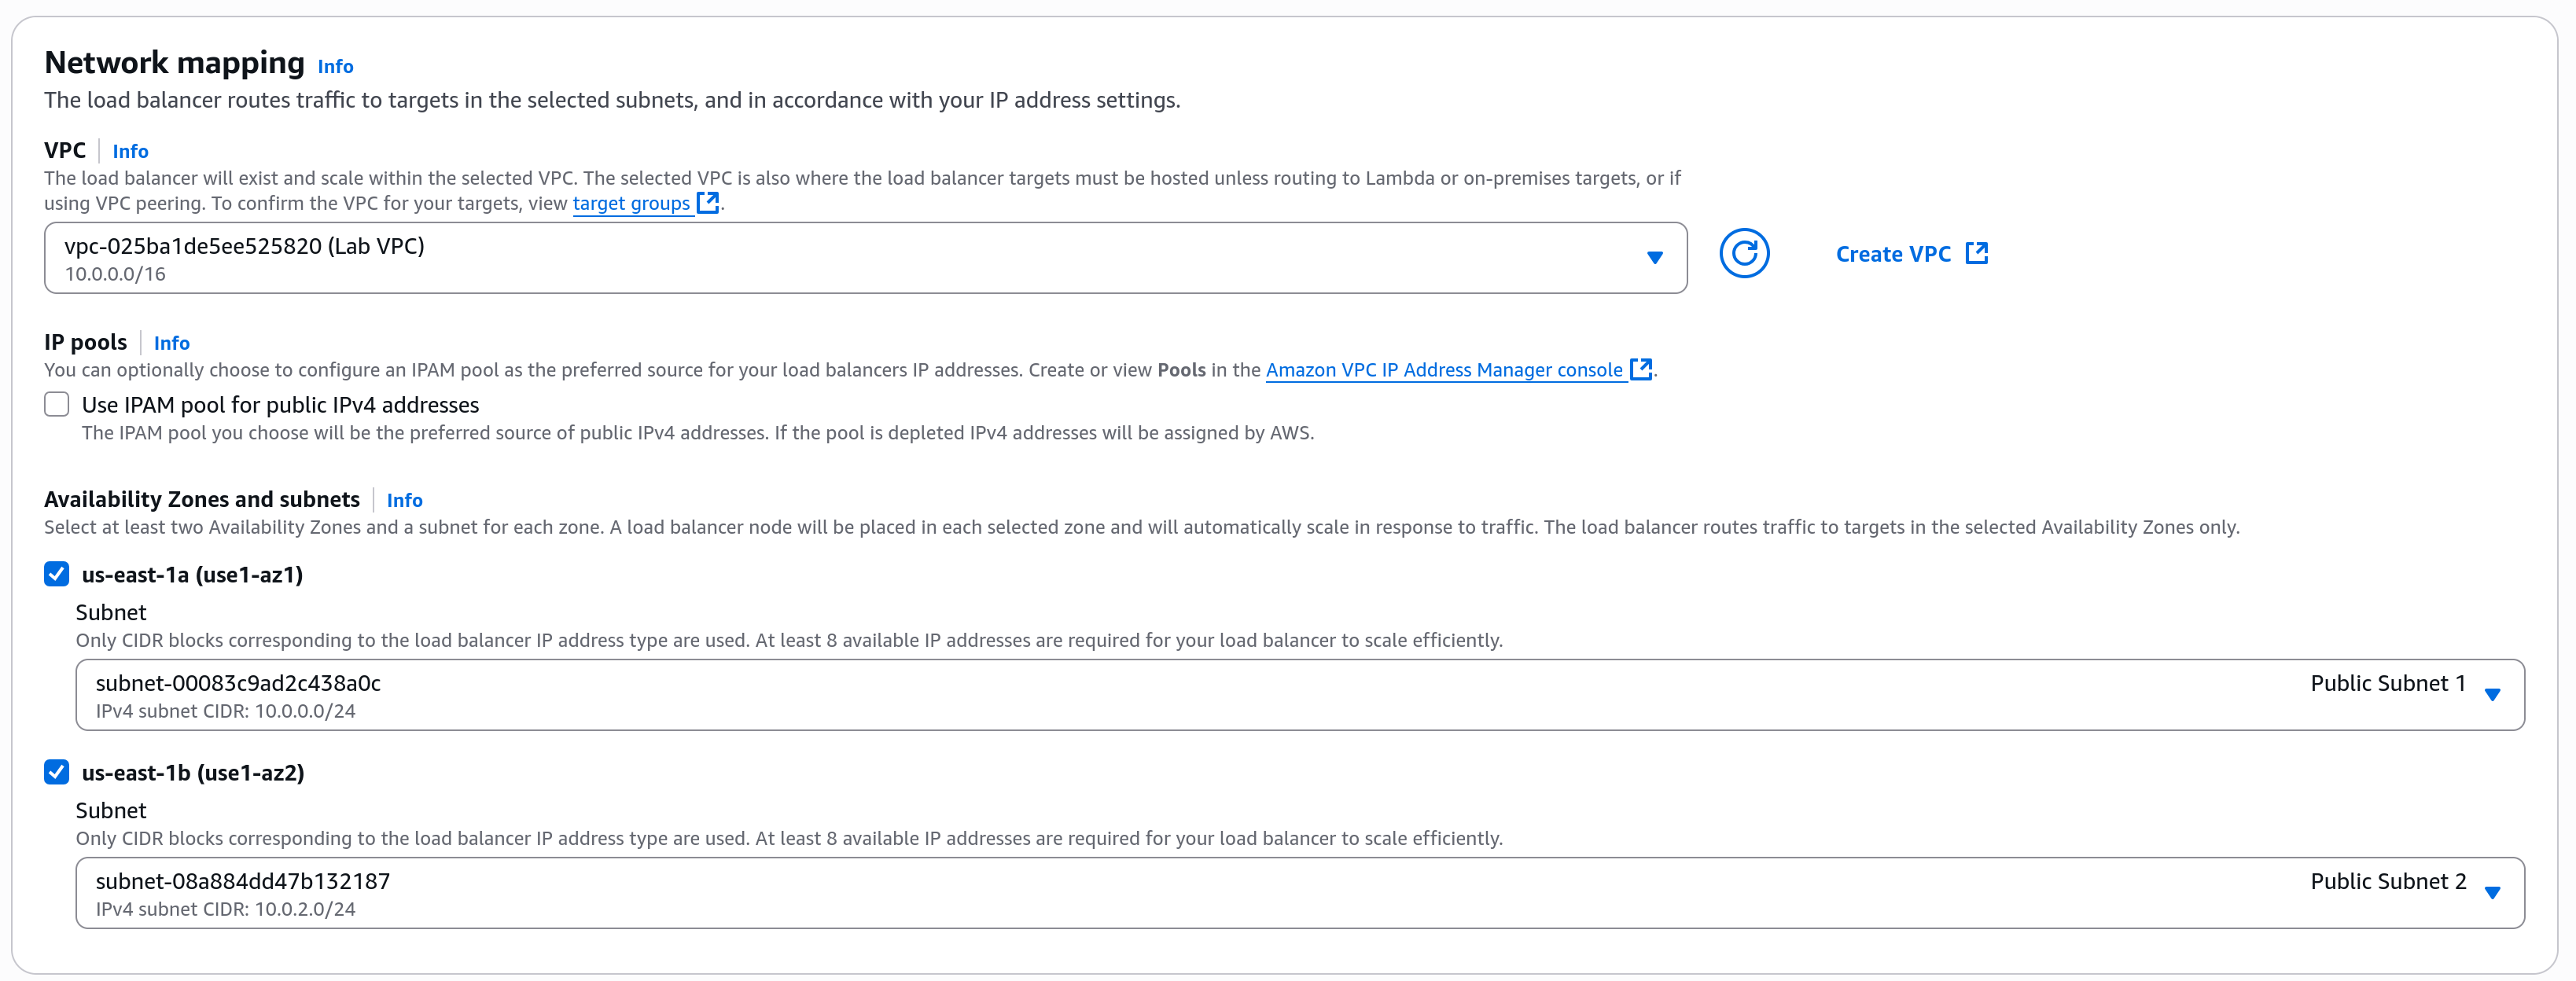 Network mapping Info
The load balancer routes traffic to targets in the selected subnets, and in accordance with your IP address settings.
VPC Info
The load balancer will exist and scale within the selected VPC. The selected VPC is also where the load balancer targets must be hosted unless routing to Lambda or on-premises targets, or if
using VPC peering. To confirm the VPC for your targets, view target groups.
vpc-025ba1de5ee525820 (Lab VPC)
10.0.0.0/16
Create VPC
IP pools Info
You can optionally choose to configure an IPAM pool as the preferred source for your load balancers IP addresses. Create or view Pools in the Amazon VPC IP Address Manager console.
Use IPAM pool for public IPv4 addresses
The IPAM pool you choose will be the preferred source of public IPv4 addresses. If the pool is depleted IPv4 addresses will be assigned by AWS.
Availability Zones and subnets Info
Select at least two Availability Zones and a subnet for each zone. A load balancer node will be placed in each selected zone and will automatically scale in response to traffic. The load balancer routes traffic to targets in the selected Availability Zones only.
us-east-1a (use1-az1)
Subnet
Only CIDR blocks corresponding to the load balancer IP address type are used. At least 8 available IP addresses are required for your load balancer to scale efficiently.
subnet-00083c9ad2c438a0c Public Subnet 1
IPv4 subnet CIDR: 10.0.0.0/24
us-east-1b (use1-az2)
Subnet
Only CIDR blocks corresponding to the load balancer IP address type are used. At least 8 available IP addresses are required for your load balancer to scale efficiently.
subnet-08a884dd47b132187 Public Subnet 2
IPv4 subnet CIDR: 10.0.2.0/24